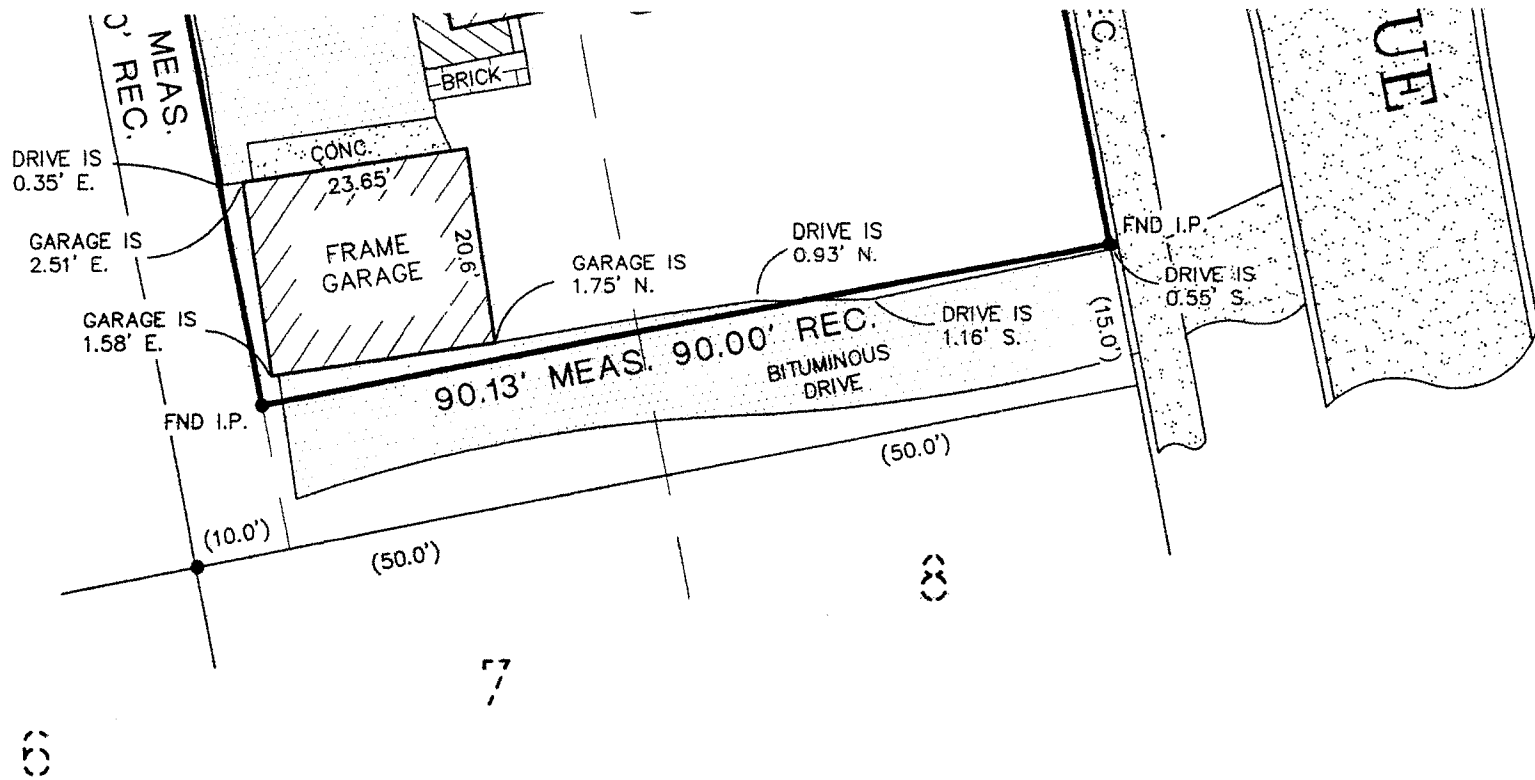 MEAS.
0' REC.
EC.
UE
BRICK
DRIVE IS
0.35' E.
CONC.
23.65'
GARAGE IS
2.51' E.
FRAME
GARAGE
20.6'
GARAGE IS
1.75' N.
DRIVE IS
0.93' N.
FND I.P.
DRIVE IS
0.55' S.
GARAGE IS
1.58' E.
DRIVE IS
1.16' S.
(15.0')
90.13' MEAS. 90.00' REC.
BITUMINOUS
DRIVE
FND I.P.
(50.0')
(10.0')
(50.0')
8
7
6